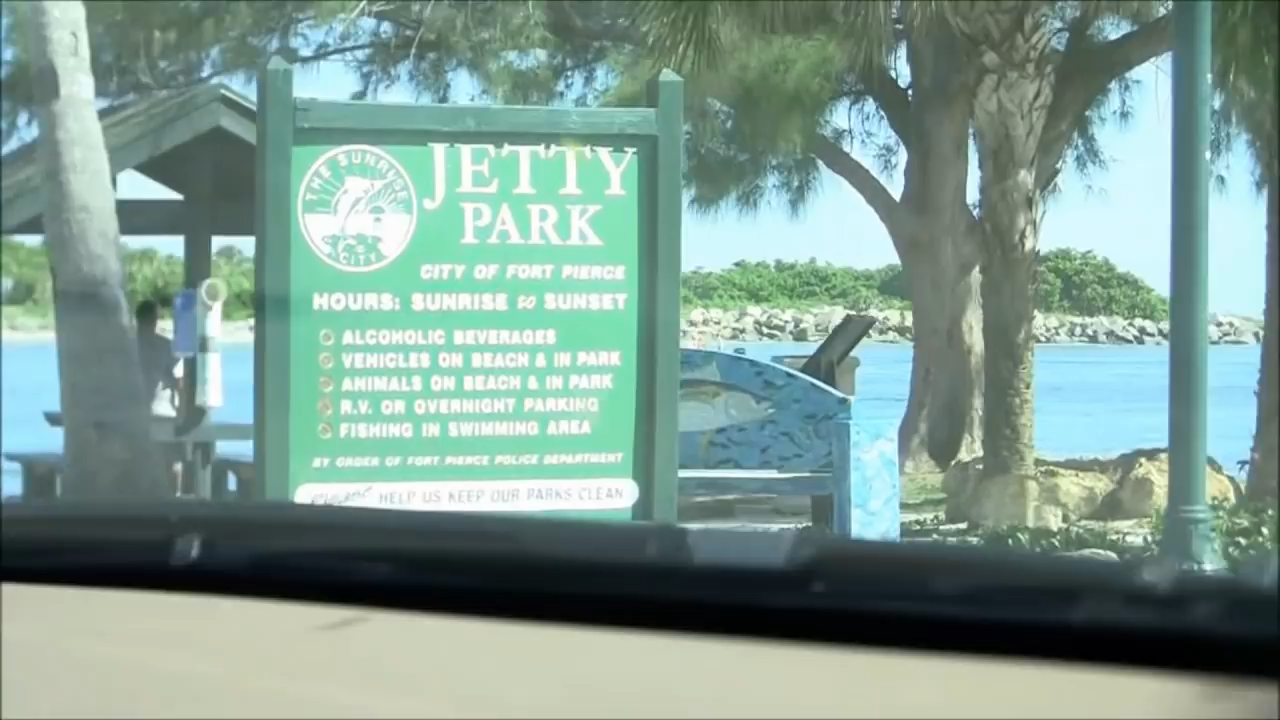 THE SUNRISE
CITY
JETTY
PARK
CITY OF FORT PIERCE
HOURS: SUNRISE to SUNSET
ALCOHOLIC BEVERAGES
VEHICLES ON BEACH & IN PARK
ANIMALS ON BEACH & IN PARK
R.V. OR OVERNIGHT PARKING
FISHING IN SWIMMING AREA
BY ORDER OF FORT PIERCE POLICE DEPARTMENT
HELP US KEEP OUR PARKS CLEAN